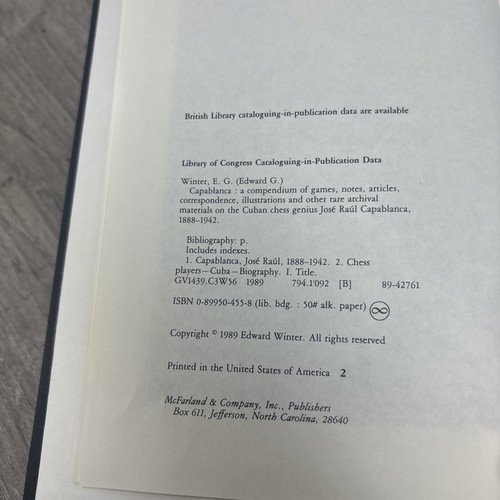 British Library cataloguing-in-publication data are available
Library of Congress Cataloguing-in-Publication Data
Winter, E. G. (Edward G.)
Capablanca : a compendium of games, notes, articles,
correspondence, illustrations and other rare archival
materials on the Cuban chess genius José Raúl Capablanca,
1888–1942.
Bibliography: p.
Includes indexes.
1. Capablanca, José Raúl, 1888–1942. 2. Chess
players—Cuba—Biography. I. Title.
GV1439.C3W56 1989 794.1'092 [B] 89-42761
ISBN 0-89950-455-8 (lib. bdg. : 50# alk. paper) ∞
Copyright © 1989 Edward Winter. All rights reserved
Printed in the United States of America 2
McFarland & Company, Inc., Publishers
Box 611, Jefferson, North Carolina, 28640